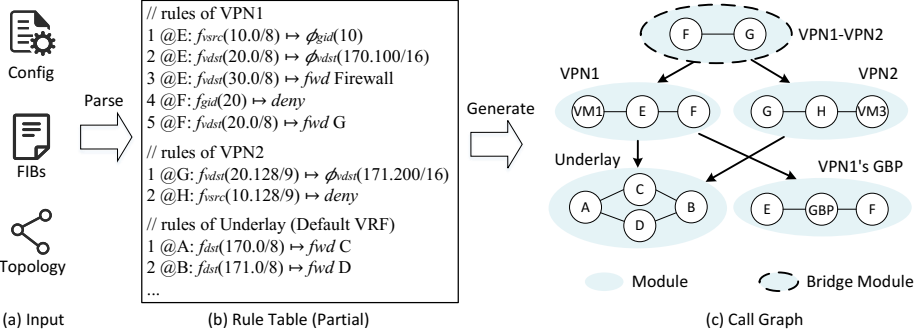 Config
FIBs
Topology
(a) Input
Parse
// rules of VPN1
1 @E: fvsrc(10.0/8) ↦ ϕgid(10)
2 @E: fvdst(20.0/8) ↦ ϕvdst(170.100/16)
3 @E: fvdst(30.0/8) ↦ fwd Firewall
4 @F: fgid(20) ↦ deny
5 @F: fvdst(20.0/8) ↦ fwd G
// rules of VPN2
1 @G: fvdst(20.128/9) ↦ ϕvdst(171.200/16)
2 @H: fvsrc(10.128/9) ↦ deny
// rules of Underlay (Default VRF)
1 @A: fdst(170.0/8) ↦ fwd C
2 @B: fdst(171.0/8) ↦ fwd D
...
(b) Rule Table (Partial)
Generate
F G VPN1-VPN2
VPN1 VPN2
VM1 E F G H VM3
Underlay VPN1's GBP
C
A B E GBP F
D
Module Bridge Module
(c) Call Graph